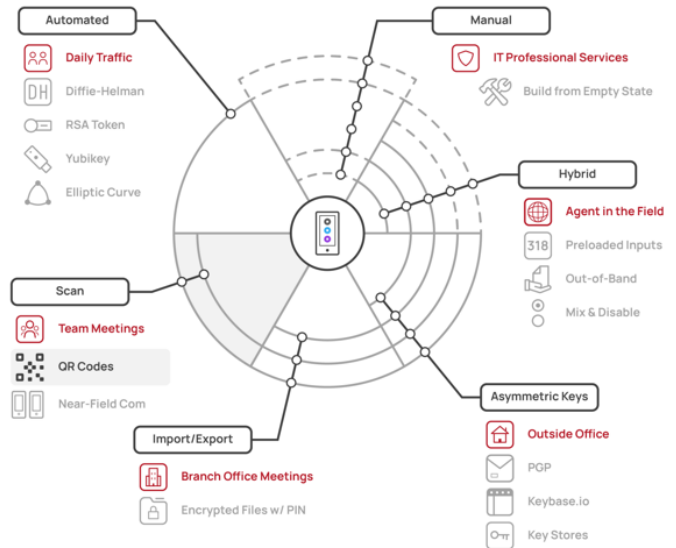 Automated
Daily Traffic
DH
Diffie-Helman
RSA Token
Yubikey
Elliptic Curve
Manual
IT Professional Services
Build from Empty State
Hybrid
Agent in the Field
318
Preloaded Inputs
Out-of-Band
Mix & Disable
Scan
Team Meetings
QR Codes
Near-Field Com
Import/Export
Branch Office Meetings
Encrypted Files w/ PIN
Asymmetric Keys
Outside Office
PGP
Keybase.io
Key Stores